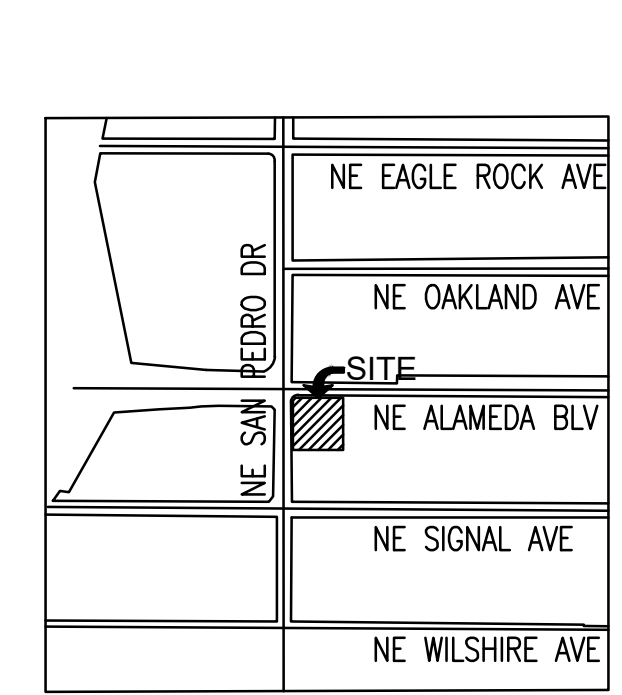 NE EAGLE ROCK AVE
NE OAKLAND AVE
SITE
NE ALAMEDA BLV
NE SAN PEDRO DR
NE SIGNAL AVE
NE WILSHIRE AVE